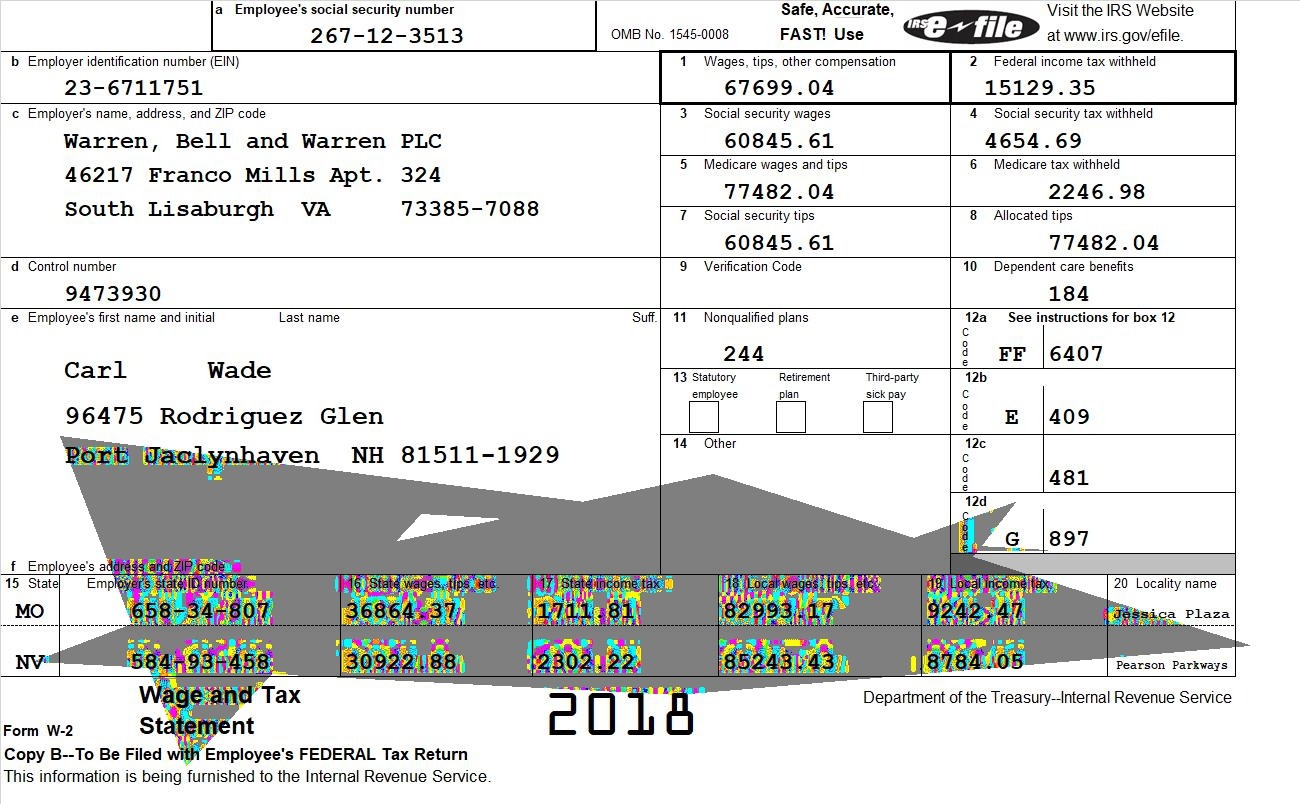 a Employee's social security number
267-12-3513
OMB No. 1545-0008
Safe, Accurate,
FAST! Use
IRS e-file
Visit the IRS Website
at www.irs.gov/efile.
b Employer identification number (EIN)
23-6711751
1 Wages, tips, other compensation
67699.04
2 Federal income tax withheld
15129.35
c Employer's name, address, and ZIP code
Warren, Bell and Warren PLC
46217 Franco Mills Apt. 324
South Lisaburgh VA 73385-7088
3 Social security wages
60845.61
4 Social security tax withheld
4654.69
5 Medicare wages and tips
77482.04
6 Medicare tax withheld
2246.98
7 Social security tips
60845.61
8 Allocated tips
77482.04
d Control number
9473930
9 Verification Code
10 Dependent care benefits
184
e Employee's first name and initial Last name Suff.
Carl Wade
96475 Rodriguez Glen
Port Jaclynhaven NH 81511-1929
11 Nonqualified plans
244
12a See instructions for box 12
Code FF 6407
13 Statutory employee
Retirement plan
Third-party sick pay
12b
Code E 409
14 Other
12c
Code 481
12d
Code G 897
f Employee's address and ZIP code
15 State Employer's state ID number 16 State wages, tips, etc. 17 State income tax 18 Local wages, tips, etc. 19 Local income tax 20 Locality name
MO 658-34-807 36864.37 1711.81 82993.17 9242.47 Jessica Plaza
NV 584-93-458 30922.88 2302.22 85243.43 8784.05 Pearson Parkways
Form W-2
Wage and Tax
Statement
2018
Department of the Treasury--Internal Revenue Service
Copy B--To Be Filed with Employee's FEDERAL Tax Return
This information is being furnished to the Internal Revenue Service.